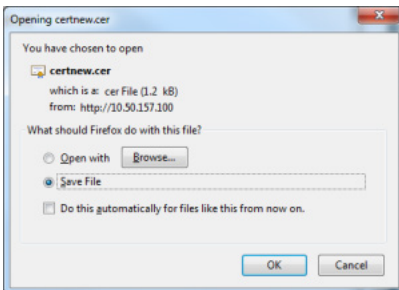 Opening certnew.cer
You have chosen to open
certnew.cer
which is a: cer File (1.2 kB)
from: http://10.50.157.100
What should Firefox do with this file?
Open with Browse...
Save File
Do this automatically for files like this from now on.
OK Cancel